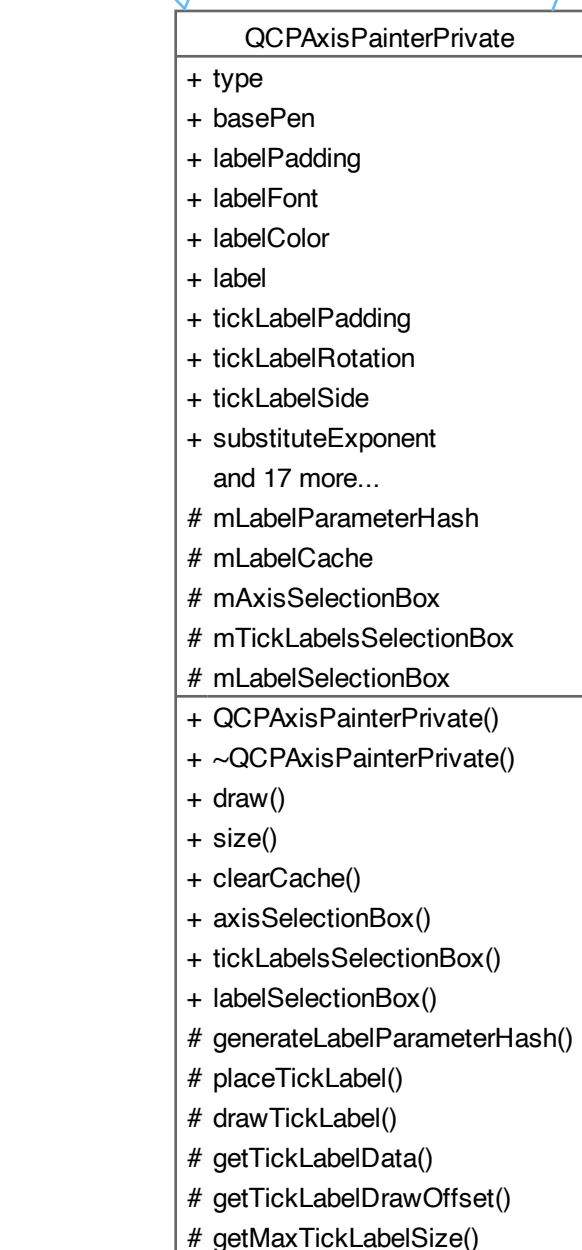 QCPAxisPainterPrivate
+ type
+ basePen
+ labelPadding
+ labelFont
+ labelColor
+ label
+ tickLabelPadding
+ tickLabelRotation
+ tickLabelSide
+ substituteExponent
and 17 more...
# mLabelParameterHash
# mLabelCache
# mAxisSelectionBox
# mTickLabelsSelectionBox
# mLabelSelectionBox
+ QCPAxisPainterPrivate()
+ ~QCPAxisPainterPrivate()
+ draw()
+ size()
+ clearCache()
+ axisSelectionBox()
+ tickLabelsSelectionBox()
+ labelSelectionBox()
# generateLabelParameterHash()
# placeTickLabel()
# drawTickLabel()
# getTickLabelData()
# getTickLabelDrawOffset()
# getMaxTickLabelSize()